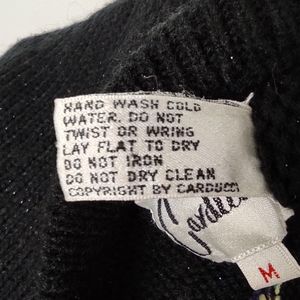 HAND WASH COLD
WATER. DO NOT
TWIST OR WRING
LAY FLAT TO DRY
DO NOT IRON
DO NOT DRY CLEAN
COPYRIGHT BY CARDUCCI
M